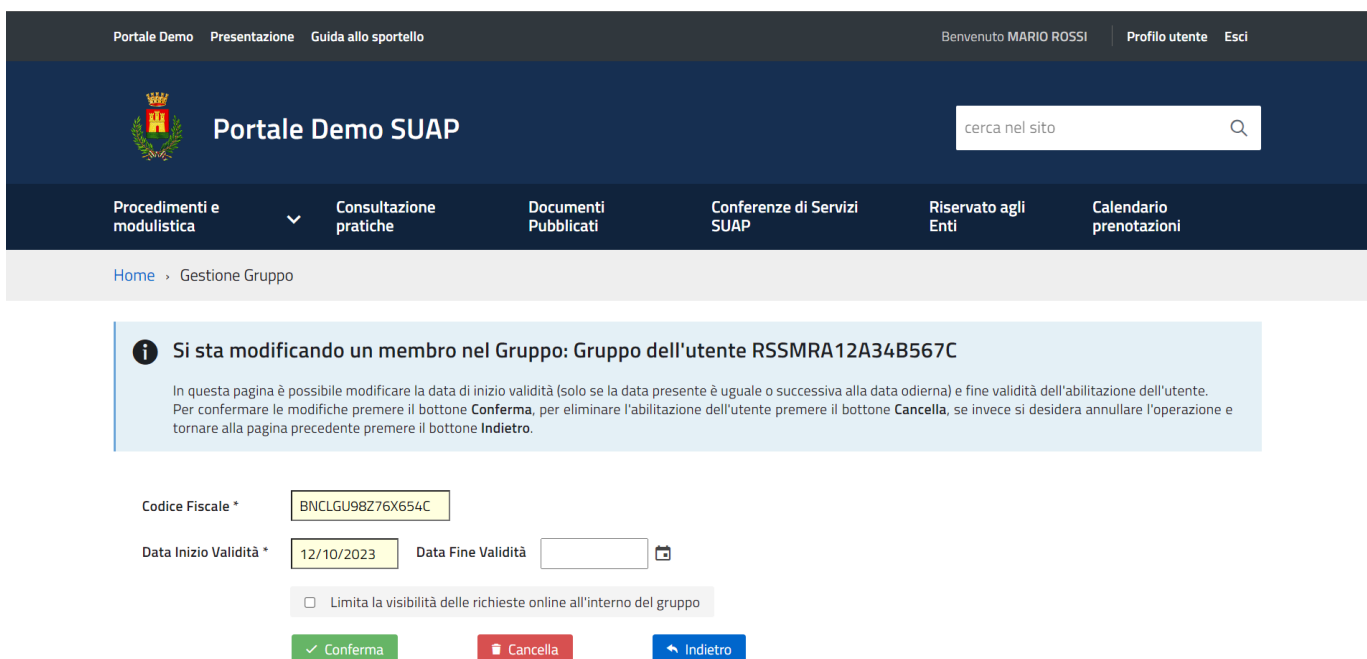 Portale Demo Presentazione Guida allo sportello Benvenuto MARIO ROSSI Profilo utente Esci
Portale Demo SUAP
cerca nel sito
Procedimenti e modulistica
Consultazione pratiche
Documenti Pubblicati
Conferenze di Servizi SUAP
Riservato agli Enti
Calendario prenotazioni
Home › Gestione Gruppo
Si sta modificando un membro nel Gruppo: Gruppo dell'utente RSSMRA12A34B567C
In questa pagina è possibile modificare la data di inizio validità (solo se la data presente è uguale o successiva alla data odierna) e fine validità dell'abilitazione dell'utente.
Per confermare le modifiche premere il bottone Conferma, per eliminare l'abilitazione dell'utente premere il bottone Cancella, se invece si desidera annullare l'operazione e
tornare alla pagina precedente premere il bottone Indietro.
Codice Fiscale * BNCLGU98Z76X654C
Data Inizio Validità * 12/10/2023 Data Fine Validità
Limita la visibilità delle richieste online all'interno del gruppo
Conferma Cancella Indietro